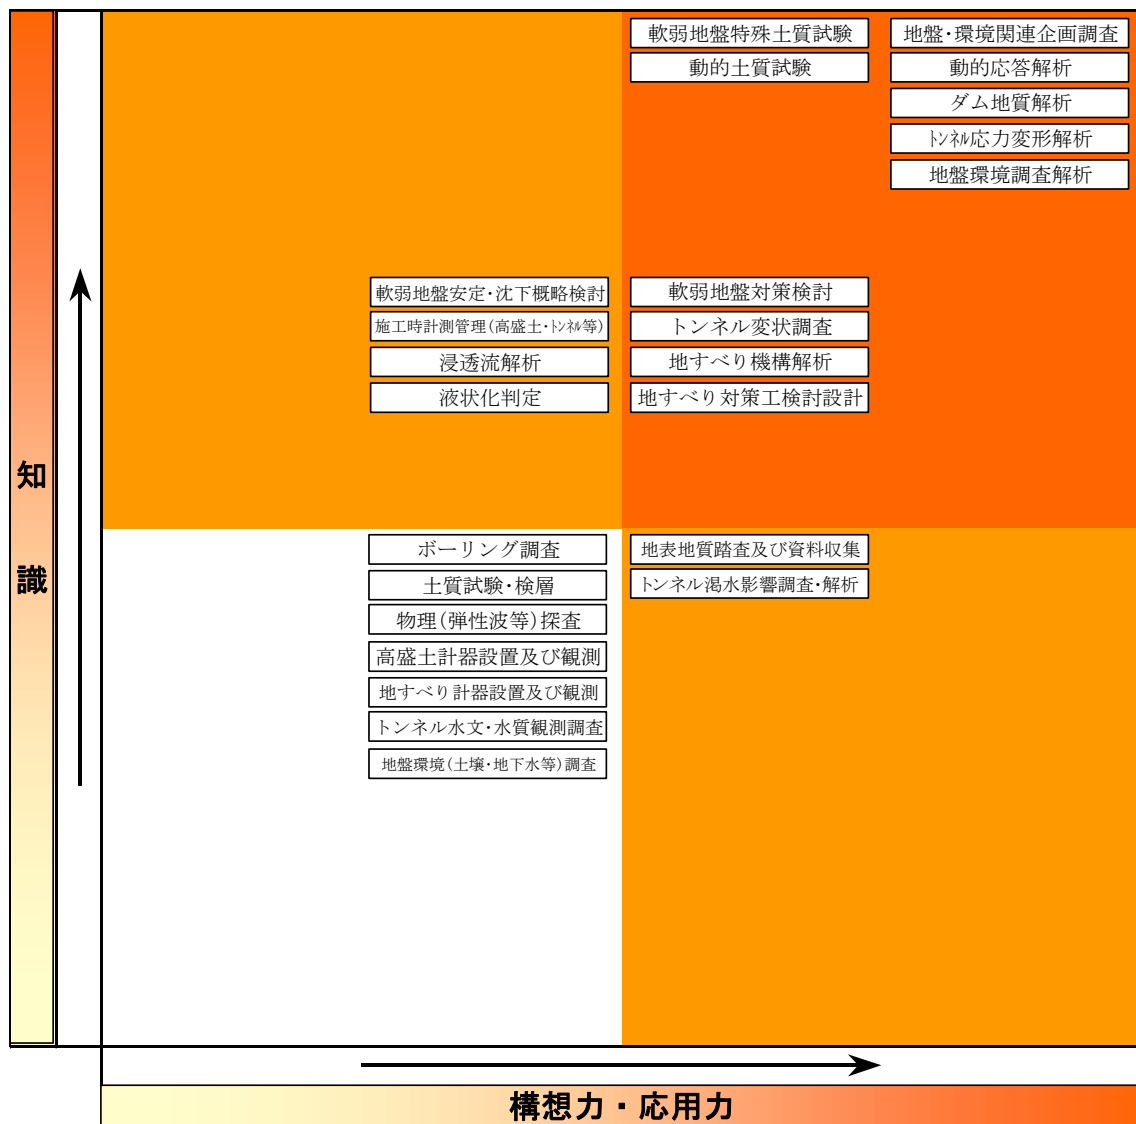 軟弱地盤特殊土質試験
動的土質試験
地盤・環境関連企画調査
動的応答解析
ダム地質解析
ﾄﾝﾈﾙ応力変形解析
地盤環境調査解析
軟弱地盤安定・沈下概略検討
施工時計測管理(高盛土・ﾄﾝﾈﾙ等)
浸透流解析
液状化判定
軟弱地盤対策検討
トンネル変状調査
地すべり機構解析
地すべり対策工検討設計
知
識
ボーリング調査
土質試験・検層
物理(弾性波等)探査
高盛土計器設置及び観測
地すべり計器設置及び観測
トンネル水文・水質観測調査
地盤環境(土壌・地下水等)調査
地表地質踏査及び資料収集
トンネル渇水影響調査・解析
構想力・応用力